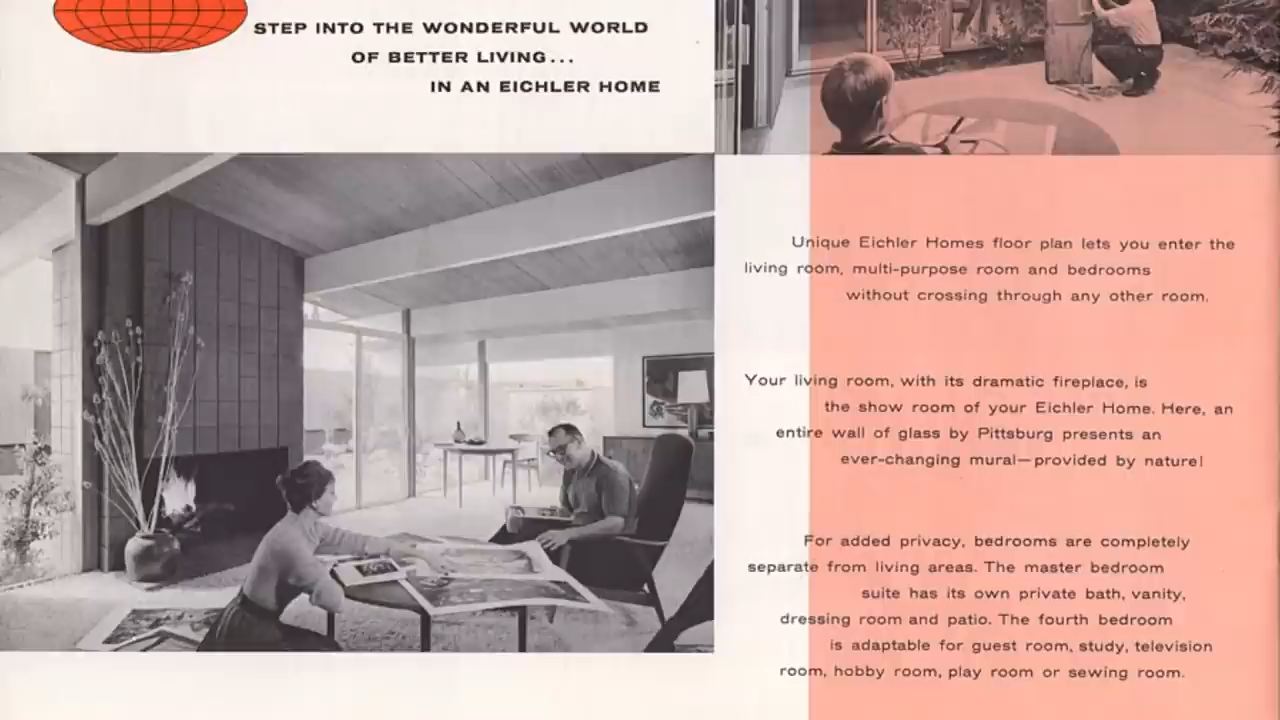 STEP INTO THE WONDERFUL WORLD
OF BETTER LIVING...
IN AN EICHLER HOME
Unique Eichler Homes floor plan lets you enter the
living room, multi-purpose room and bedrooms
without crossing through any other room.
Your living room, with its dramatic fireplace, is
the show room of your Eichler Home. Here, an
entire wall of glass by Pittsburg presents an
ever-changing mural—provided by nature!
For added privacy, bedrooms are completely
separate from living areas. The master bedroom
suite has its own private bath, vanity,
dressing room and patio. The fourth bedroom
is adaptable for guest room, study, television
room, hobby room, play room or sewing room.